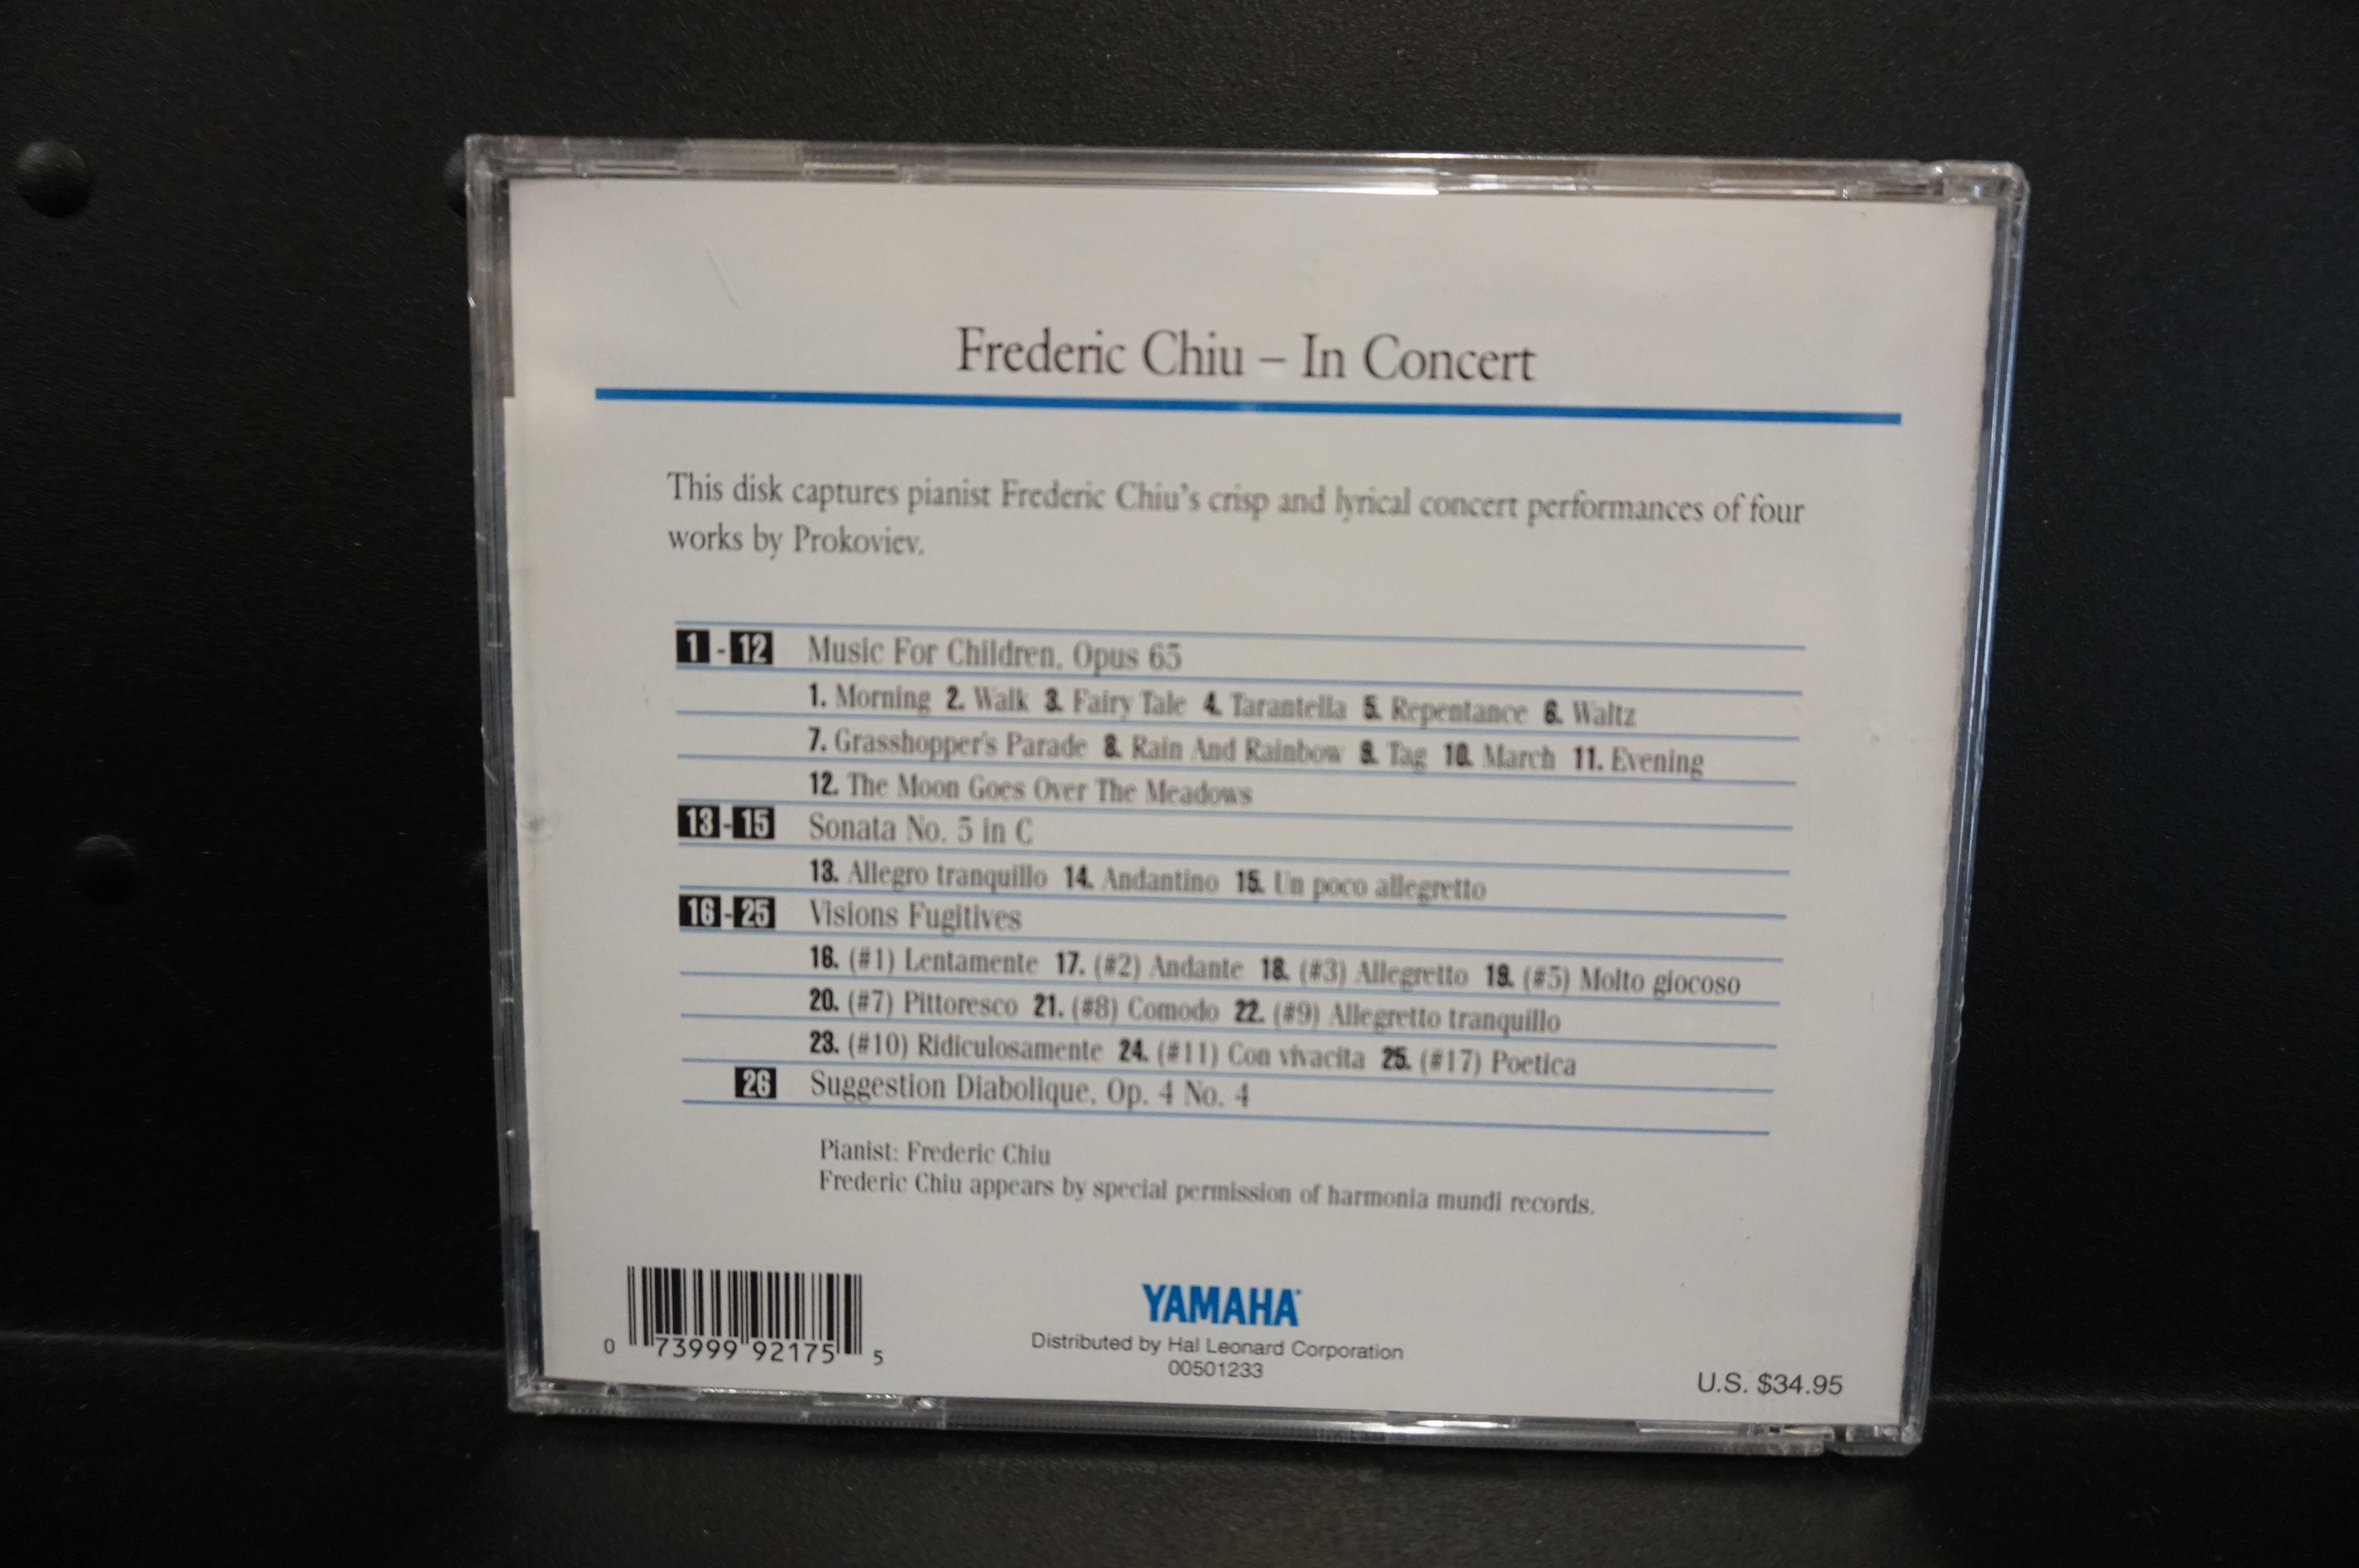 Frederic Chiu – In Concert
This disk captures pianist Frederic Chiu's crisp and lyrical concert performances of four
works by Prokoviev.
1 - 12 Music For Children, Opus 65
1. Morning 2. Walk 3. Fairy Tale 4. Tarantella 5. Repentance 6. Waltz
7. Grasshopper's Parade 8. Rain And Rainbow 9. Tag 10. March 11. Evening
12. The Moon Goes Over The Meadows
13 - 15 Sonata No. 5 in C
13. Allegro tranquillo 14. Andantino 15. Un poco allegretto
16 - 25 Visions Fugitives
16. (#1) Lentamente 17. (#2) Andante 18. (#3) Allegretto 19. (#5) Molto giocoso
20. (#7) Pittoresco 21. (#8) Comodo 22. (#9) Allegretto tranquillo
23. (#10) Ridiculosamente 24. (#11) Con vivacita 25. (#17) Poetica
26 Suggestion Diabolique, Op. 4 No. 4
Pianist: Frederic Chiu
Frederic Chiu appears by special permission of harmonia mundi records.
0 73999 92175 5
YAMAHA
Distributed by Hal Leonard Corporation
00501233
U.S. $34.95